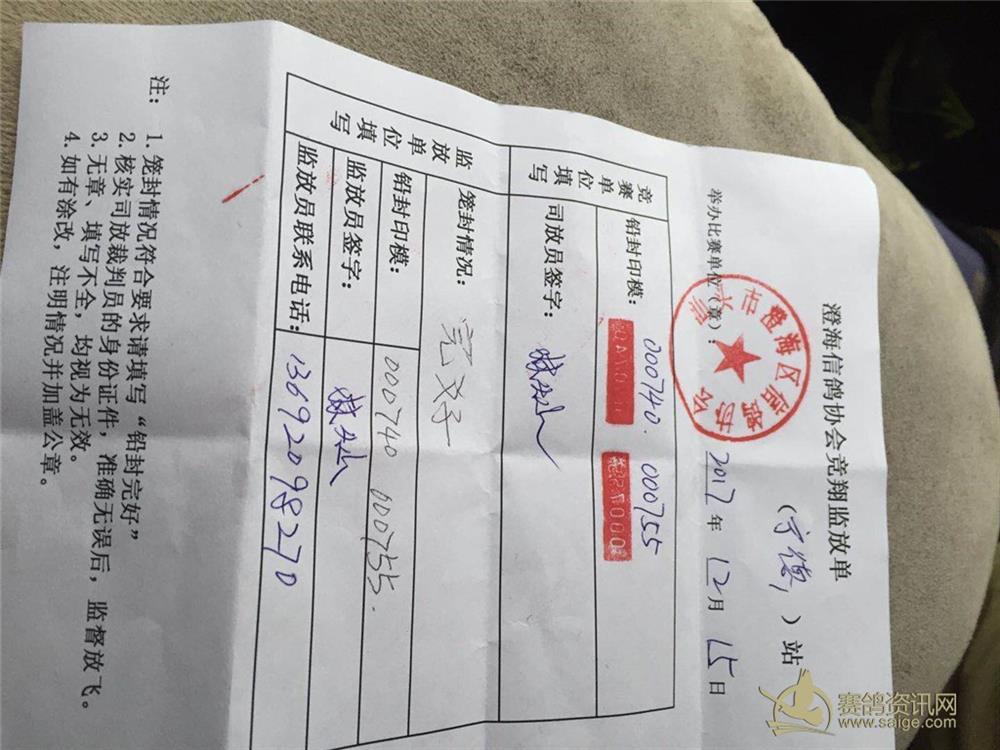 澄海信鸽协会竞翔监放单
（宁德）站
举办比赛单位（章）：
2017年12月15日
市澄海区
竞赛单位填写
铅封印模：
000740. 000755
司放员签字：
监放单位填写
笼封情况：
完好
铅封印模：
000740 000755.
监放员签字：
监放员联系电话：
13692098270
注：
1. 笼封情况符合要求请填写“铅封完好”
2. 核实司放裁判员的身份证件，准确无误后，监督放飞。
3. 无章、填写不全，均视为无效。
4. 如有涂改，注明情况并加盖公章。
赛鸽资讯网
www.saige.com